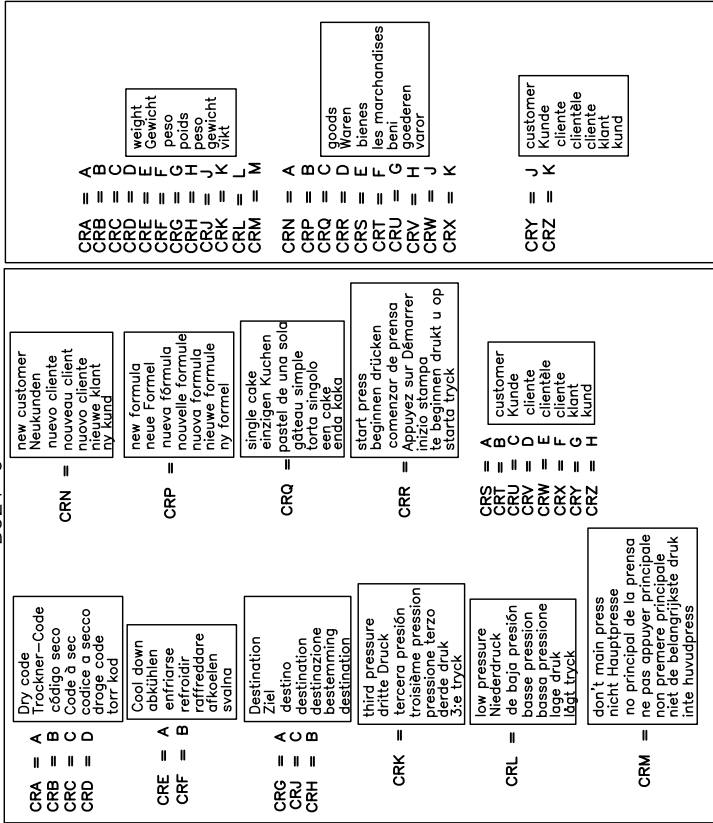 CRA = A
CRB = B
CRC = C
CRD = D
Dry code
Trockner-Code
código seco
Code à sec
codice a secco
droge code
torr kod
CRE = A
CRF = B
Cool down
abkühlen
enfriarse
refroidir
raffreddare
afkoelen
svalna
CRG = A
CRJ = C
CRH = B
Destination
Ziel
destino
destination
destinazione
bestemming
destination
CRK =
third pressure
dritte Druck
tercera presión
troisième pression
pressione terzo
derde druk
3:e tryck
CRL =
low pressure
Niederdruck
de baja presión
basse pression
bassa pressione
lage druk
lågt tryck
CRM =
don't main press
nicht Hauptpresse
no principal de la prensa
ne pas appuyer principale
non premere principale
niet de belangrijkste druk
inte huvudpress
CRN =
new customer
Neukunden
nuevo cliente
nouveau client
nuovo cliente
nieuwe klant
ny kund
CRP =
new formula
neue Formel
nueva fórmula
nouvelle formule
nuova formula
nieuwe formule
ny formel
CRQ =
single cake
einzigen Kuchen
pastel de una sola
gâteau simple
torta singolo
een cake
enda kaka
CRR =
start press
beginnen drücken
comenzar de prensa
Appuyez sur Démarrer
inizio stampa
te beginnen drukt u op
starta tryck
CRS = A
CRT = B
CRU = C
CRV = D
CRW = E
CRX = F
CRY = G
CRZ = H
customer
Kunde
cliente
clientèle
cliente
klant
kund
CRA = A
CRB = B
CRC = C
CRD = D
CRE = E
CRF = F
CRG = G
CRH = H
CRJ = J
CRK = K
CRL = L
CRM = M
weight
Gewicht
peso
poids
peso
gewicht
vikt
CRN = A
CRP = B
CRQ = C
CRR = D
CRS = E
CRT = F
CRU = G
CRV = H
CRW = J
CRX = K
goods
Waren
bienes
les marchandises
beni
goederen
varor
CRY = J
CRZ = K
customer
Kunde
cliente
clientèle
cliente
klant
kund